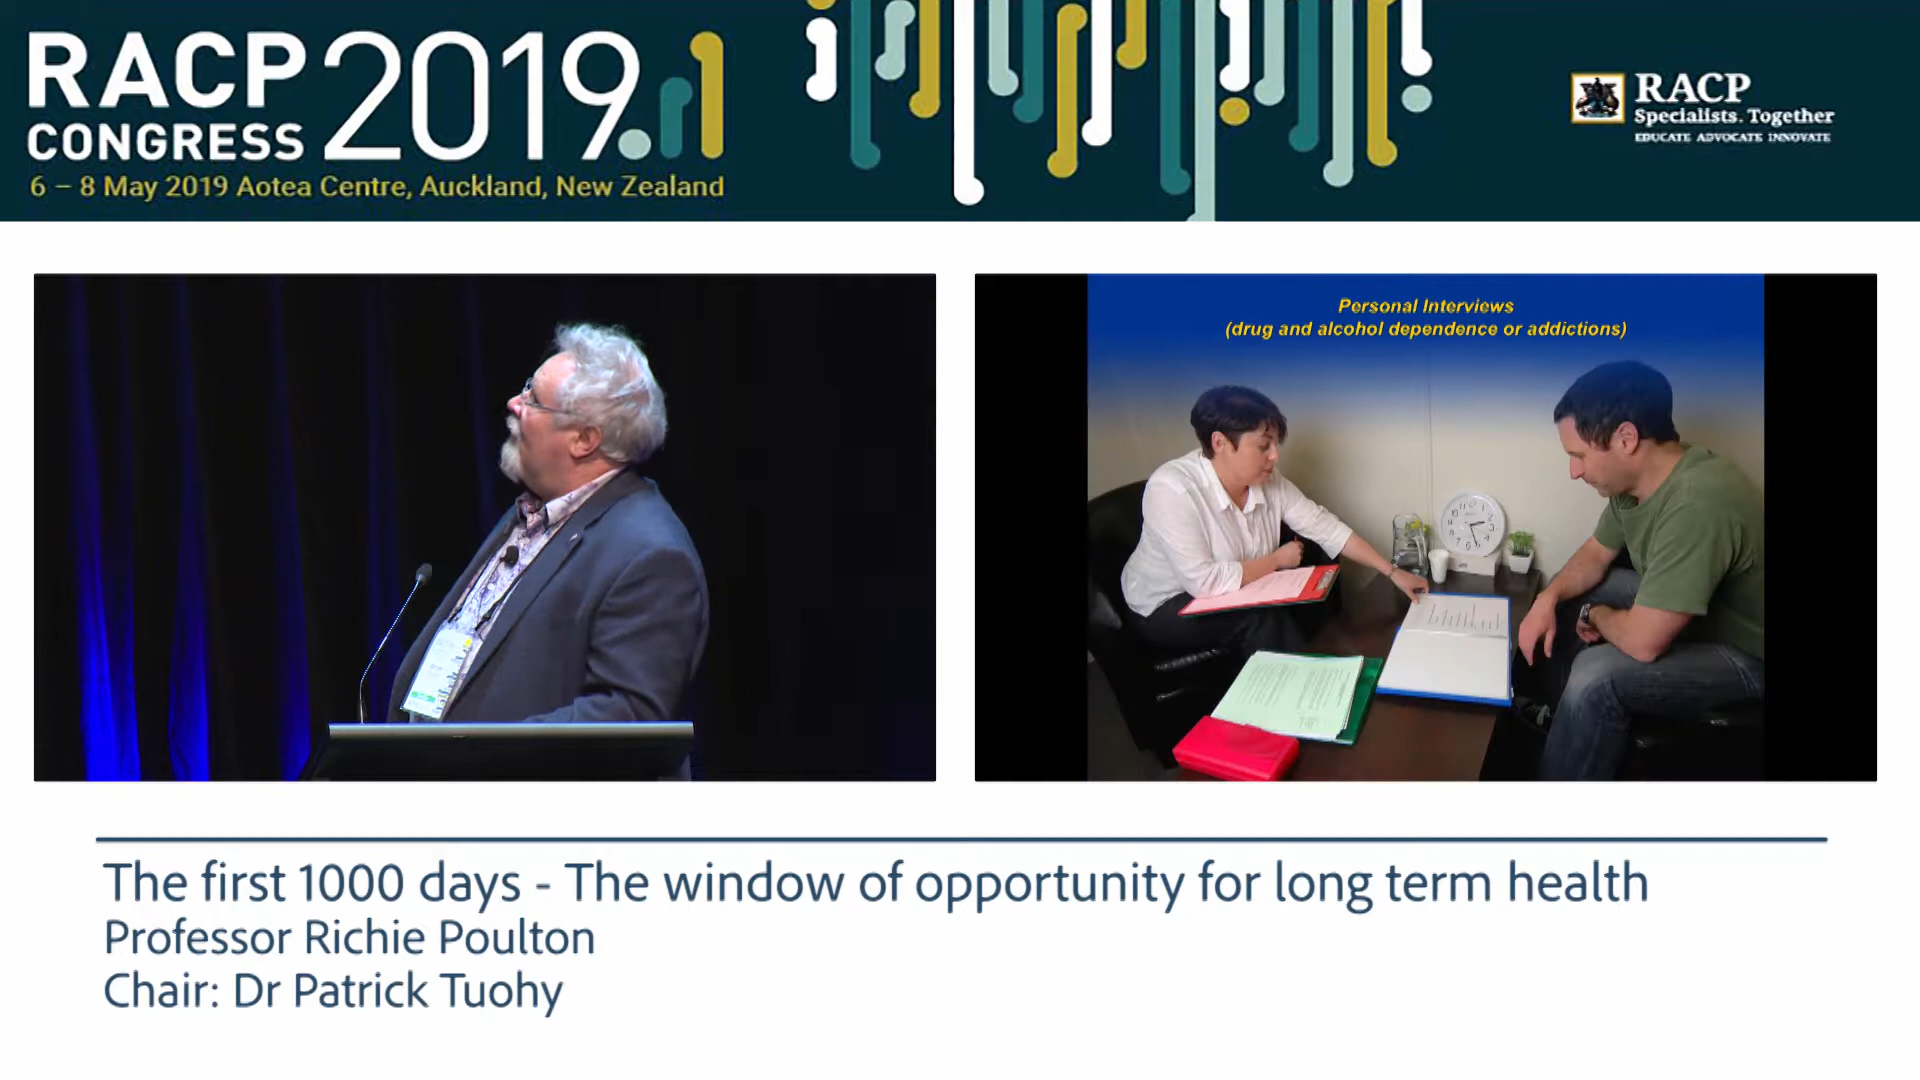 RACP
CONGRESS
2019
6 – 8 May 2019 Aotea Centre, Auckland, New Zealand
RACP
Specialists. Together
EDUCATE ADVOCATE INNOVATE
Personal Interviews
(drug and alcohol dependence or addictions)
The first 1000 days - The window of opportunity for long term health
Professor Richie Poulton
Chair: Dr Patrick Tuohy